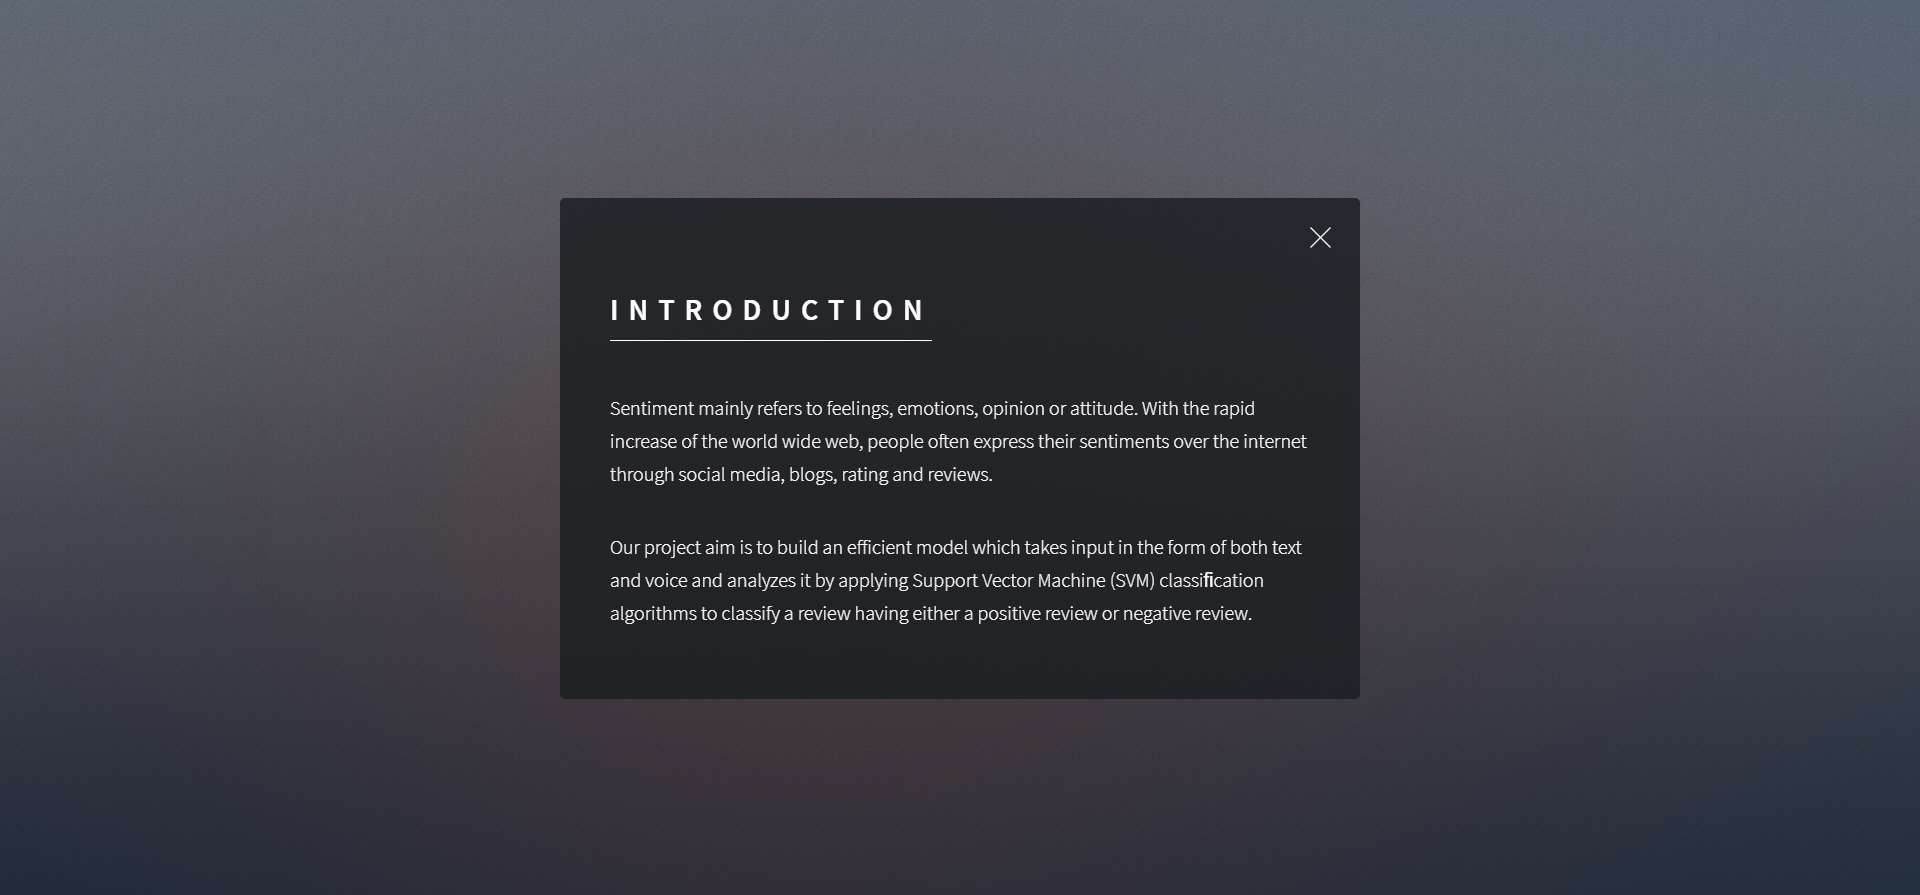 INTRODUCTION
Sentiment mainly refers to feelings, emotions, opinion or attitude. With the rapid
increase of the world wide web, people often express their sentiments over the internet
through social media, blogs, rating and reviews.
Our project aim is to build an efficient model which takes input in the form of both text
and voice and analyzes it by applying Support Vector Machine (SVM) classification
algorithms to classify a review having either a positive review or negative review.